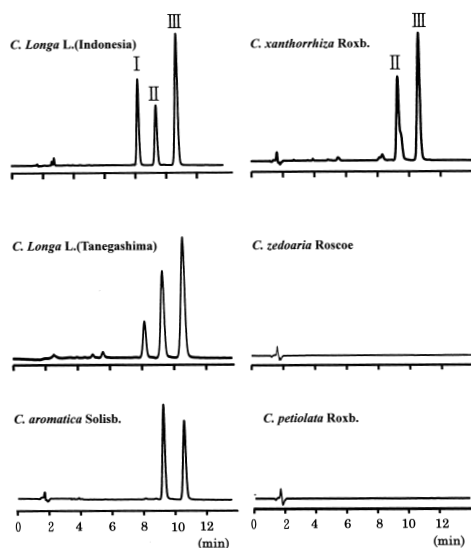 C. Longa L.(Indonesia)
I
II
III
C. xanthorrhiza Roxb.
II
III
C. Longa L.(Tanegashima)
C. zedoaria Roscoe
C. aromatica Solisb.
C. petiolata Roxb.
0 2 4 6 8 10 12
(min)
0 2 4 6 8 10 12
(min)